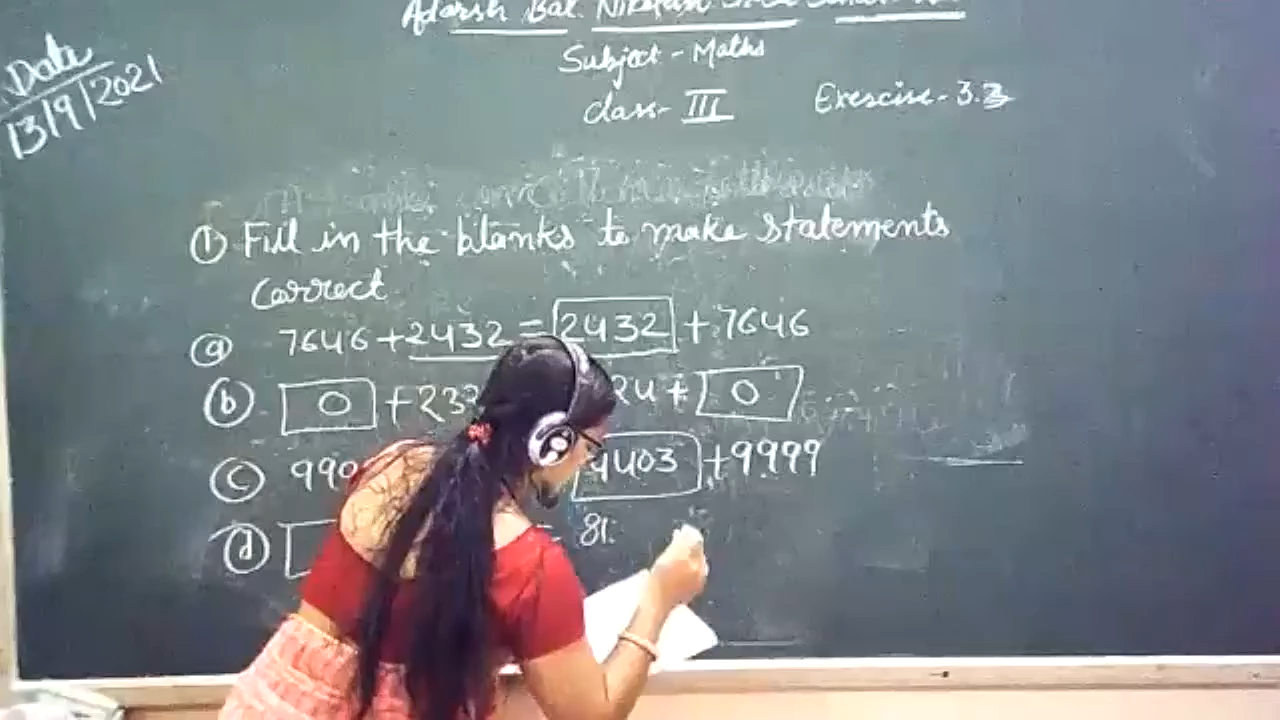 Adarsh Bal Niketan
Subject - Maths
Date
13/9/2021
class- III Exercise- 3.3
① Fill in the blanks to make statements
correct
ⓐ 7646+2432 = 2432 +7646
ⓑ 0 +232 24+ 0
ⓒ 990 4403 +9999
ⓓ = 81